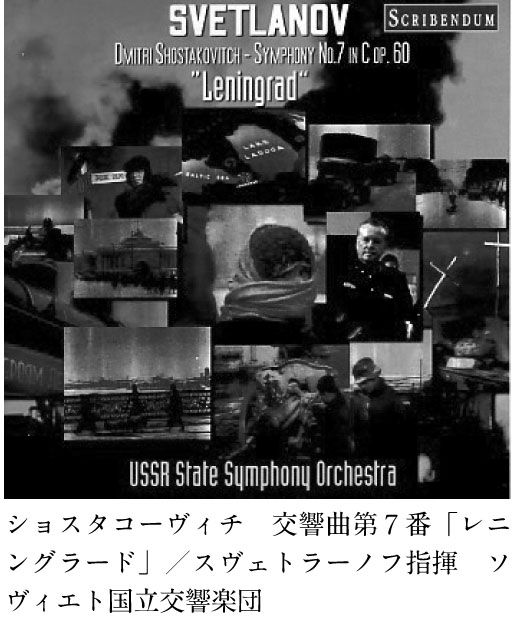 SVETLANOV
SCRIBENDUM
DMITRI SHOSTAKOVITCH - SYMPHONY NO.7 IN C OP. 60
"Leningrad"
LAKE
LADOGA
BALTIC SEA
USSR State Symphony Orchestra
ショスタコーヴィチ　交響曲第７番「レニ
ングラード」／スヴェトラーノフ指揮　ソ
ヴィエト国立交響楽団